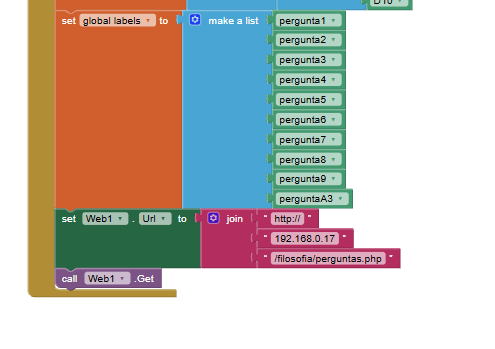 D10
set global labels to make a list pergunta1
pergunta2
pergunta3
pergunta4
pergunta5
pergunta6
pergunta7
pergunta8
pergunta9
perguntaA3
set Web1 . Url to join " http:// "
" 192.168.0.17 "
" /filosofia/perguntas.php "
call Web1 .Get